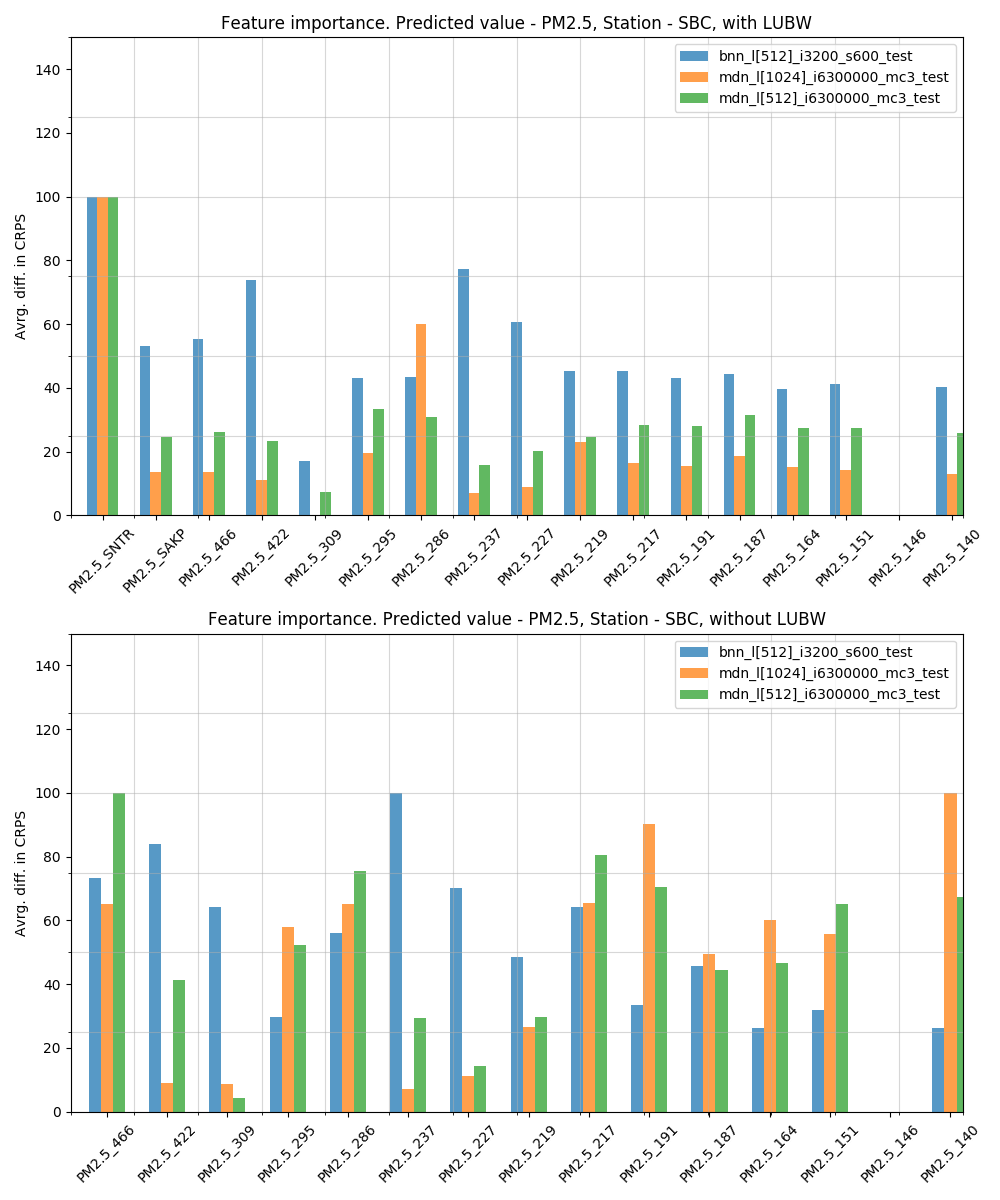 Feature importance. Predicted value - PM2.5, Station - SBC, with LUBW
bnn_l[512]_i3200_s600_test
mdn_l[1024]_i6300000_mc3_test
mdn_l[512]_i6300000_mc3_test
140
120
100
80
60
40
20
0
Avrg. diff. in CRPS
PM2.5_SNTR
PM2.5_SAKP
PM2.5_466
PM2.5_422
PM2.5_309
PM2.5_295
PM2.5_286
PM2.5_237
PM2.5_227
PM2.5_219
PM2.5_217
PM2.5_191
PM2.5_187
PM2.5_164
PM2.5_151
PM2.5_146
PM2.5_140
Feature importance. Predicted value - PM2.5, Station - SBC, without LUBW
bnn_l[512]_i3200_s600_test
mdn_l[1024]_i6300000_mc3_test
mdn_l[512]_i6300000_mc3_test
140
120
100
80
60
40
20
0
Avrg. diff. in CRPS
PM2.5_466
PM2.5_422
PM2.5_309
PM2.5_295
PM2.5_286
PM2.5_237
PM2.5_227
PM2.5_219
PM2.5_217
PM2.5_191
PM2.5_187
PM2.5_164
PM2.5_151
PM2.5_146
PM2.5_140